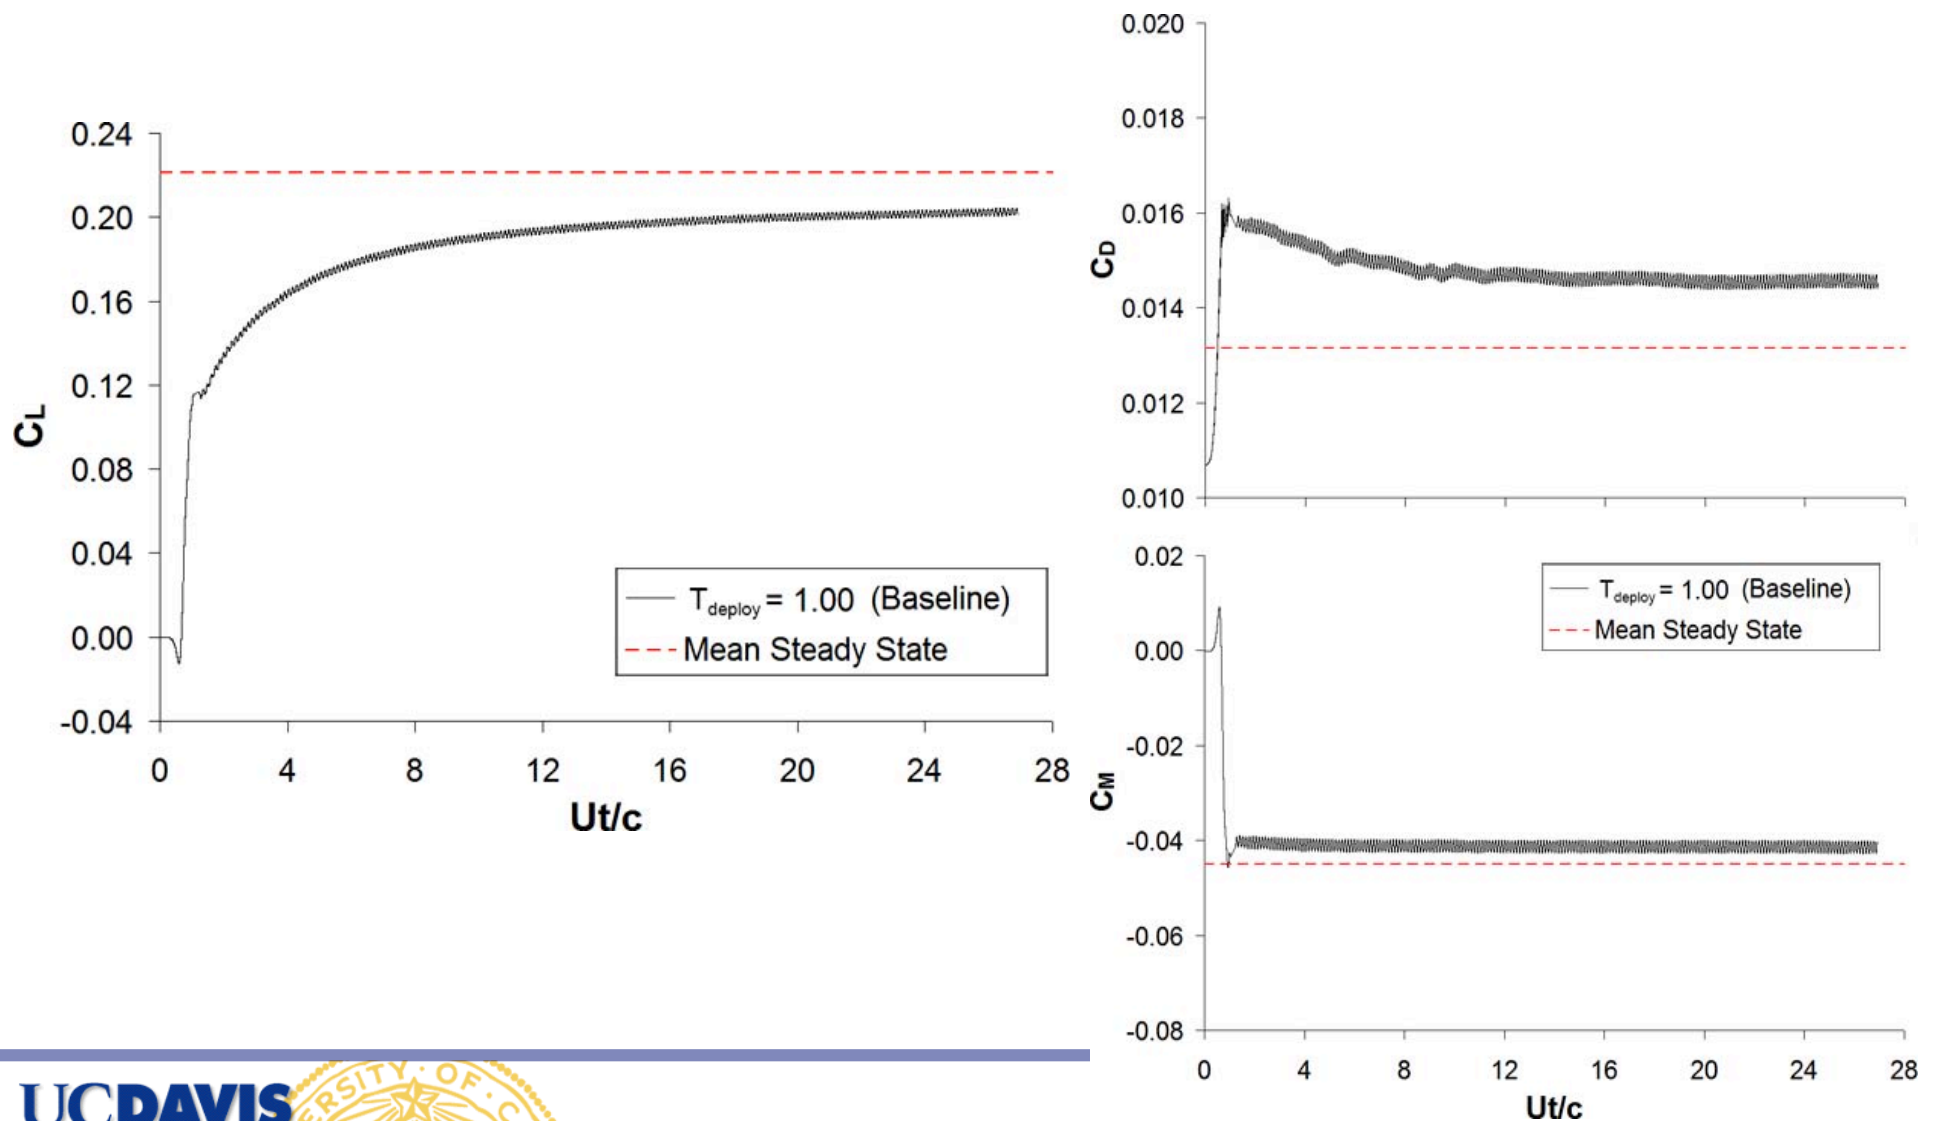 0.24
0.20
0.16
0.12
0.08
0.04
0.00
-0.04
CL
0 4 8 12 16 20 24 28
Ut/c
Tdeploy = 1.00 (Baseline)
Mean Steady State
0.020
0.018
0.016
0.014
0.012
0.010
CD
0.02
0.00
-0.02
-0.04
-0.06
-0.08
CM
Tdeploy = 1.00 (Baseline)
Mean Steady State
0 4 8 12 16 20 24 28
Ut/c
UCDAVIS
ERSITY · OF · C